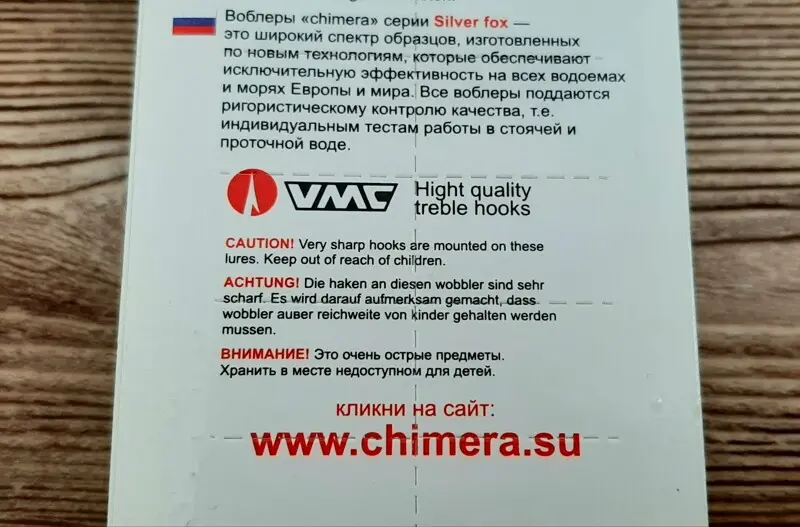 Воблеры «chimera» серии Silver fox —
это широкий спектр образцов, изготовленных
по новым технологиям, которые обеспечивают
исключительную эффективность на всех водоемах
и морях Европы и мира. Все воблеры поддаются
ригористическому контролю качества, т.е.
индивидуальным тестам работы в стоячей и
проточной воде.
VMC Hight quality
treble hooks
CAUTION! Very sharp hooks are mounted on these
lures. Keep out of reach of children.
ACHTUNG! Die haken an diesen wobbler sind sehr
scharf. Es wird darauf aufmerksam gemacht, dass
wobbler auвer reichweite von kinder gehalten werden
mussen.
ВНИМАНИЕ! Это очень острые предметы.
Хранить в месте недоступном для детей.
кликни на сайт:
www.chimera.su